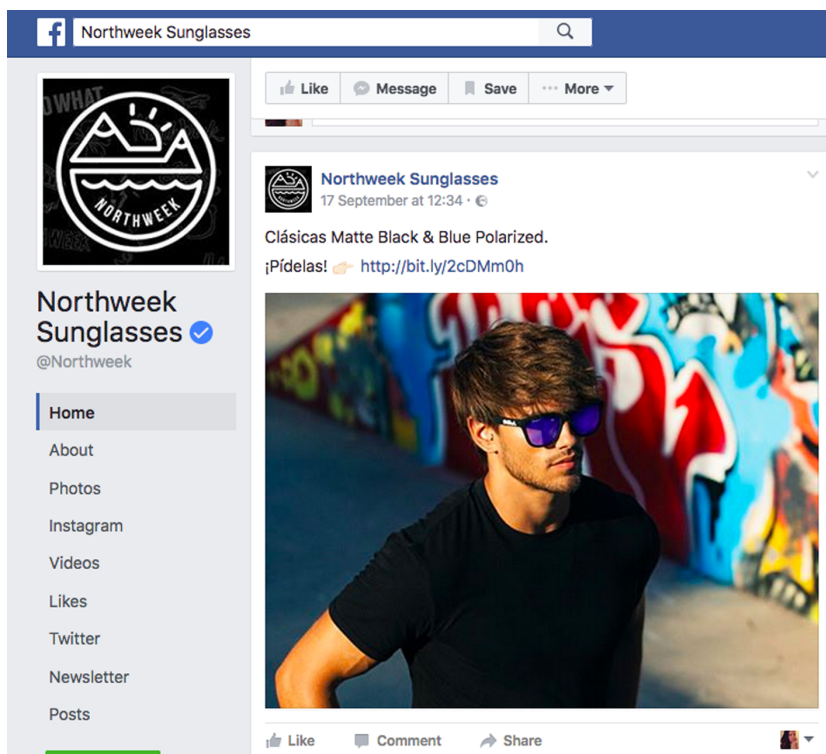 Northweek Sunglasses
Like
Message
Save
More
NORTHWEEK
Northweek Sunglasses
17 September at 12:34
Clásicas Matte Black & Blue Polarized.
¡Pídelas! 👉🏻 http://bit.ly/2cDMm0h
Northweek
Sunglasses
@Northweek
Home
About
Photos
Instagram
Videos
Likes
Twitter
Newsletter
Posts
Like
Comment
Share